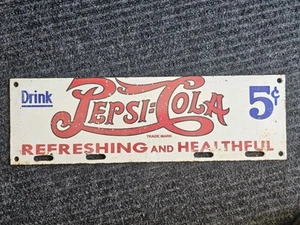 Drink
PEPSI=COLA
5¢
TRADE MARK
REFRESHING AND HEALTHFUL